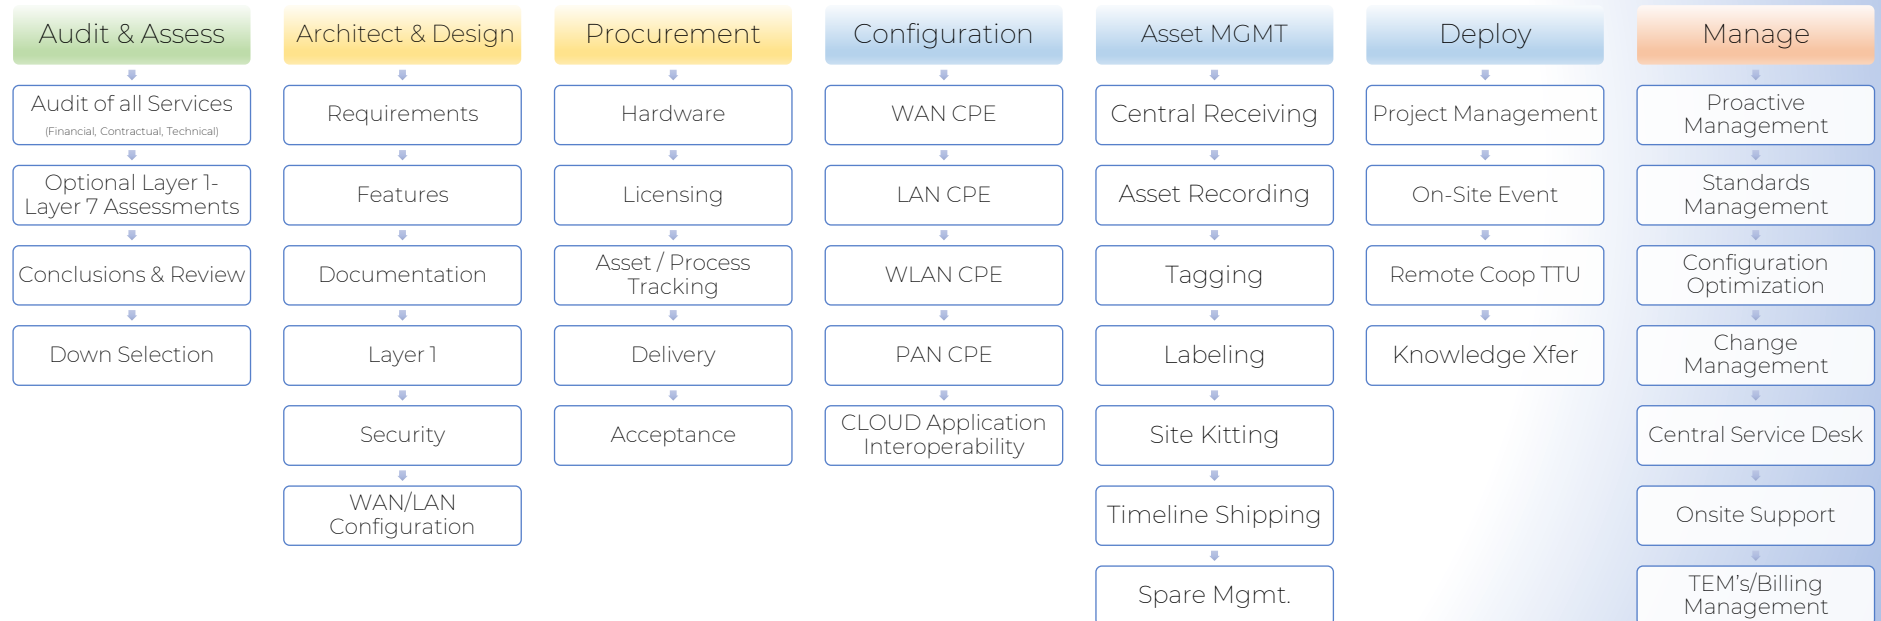 Audit & Assess
Audit of all Services
(Financial, Contractual, Technical)
Optional Layer 1-
Layer 7 Assessments
Conclusions & Review
Down Selection
Architect & Design
Requirements
Features
Documentation
Layer 1
Security
WAN/LAN
Configuration
Procurement
Hardware
Licensing
Asset / Process
Tracking
Delivery
Acceptance
Configuration
WAN CPE
LAN CPE
WLAN CPE
PAN CPE
CLOUD Application
Interoperability
Asset MGMT
Central Receiving
Asset Recording
Tagging
Labeling
Site Kitting
Timeline Shipping
Spare Mgmt.
Deploy
Project Management
On-Site Event
Remote Coop TTU
Knowledge Xfer
Manage
Proactive
Management
Standards
Management
Configuration
Optimization
Change
Management
Central Service Desk
Onsite Support
TEM's/Billing
Management